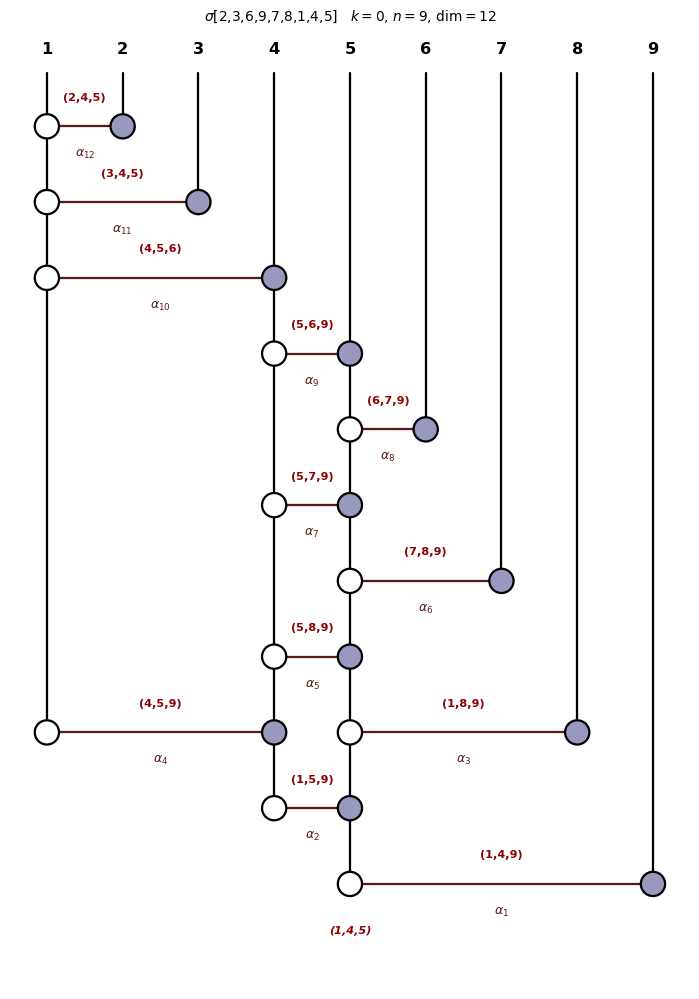 σ[2,3,6,9,7,8,1,4,5]   k = 0, n = 9, dim = 12
1 2 3 4 5 6 7 8 9
(2,4,5)
α₁₂
(3,4,5)
α₁₁
(4,5,6)
α₁₀
(5,6,9)
α₉
(6,7,9)
α₈
(5,7,9)
α₇
(7,8,9)
α₆
(5,8,9)
α₅
(4,5,9) (1,8,9)
α₄ α₃
(1,5,9)
α₂
(1,4,9)
α₁
(1,4,5)